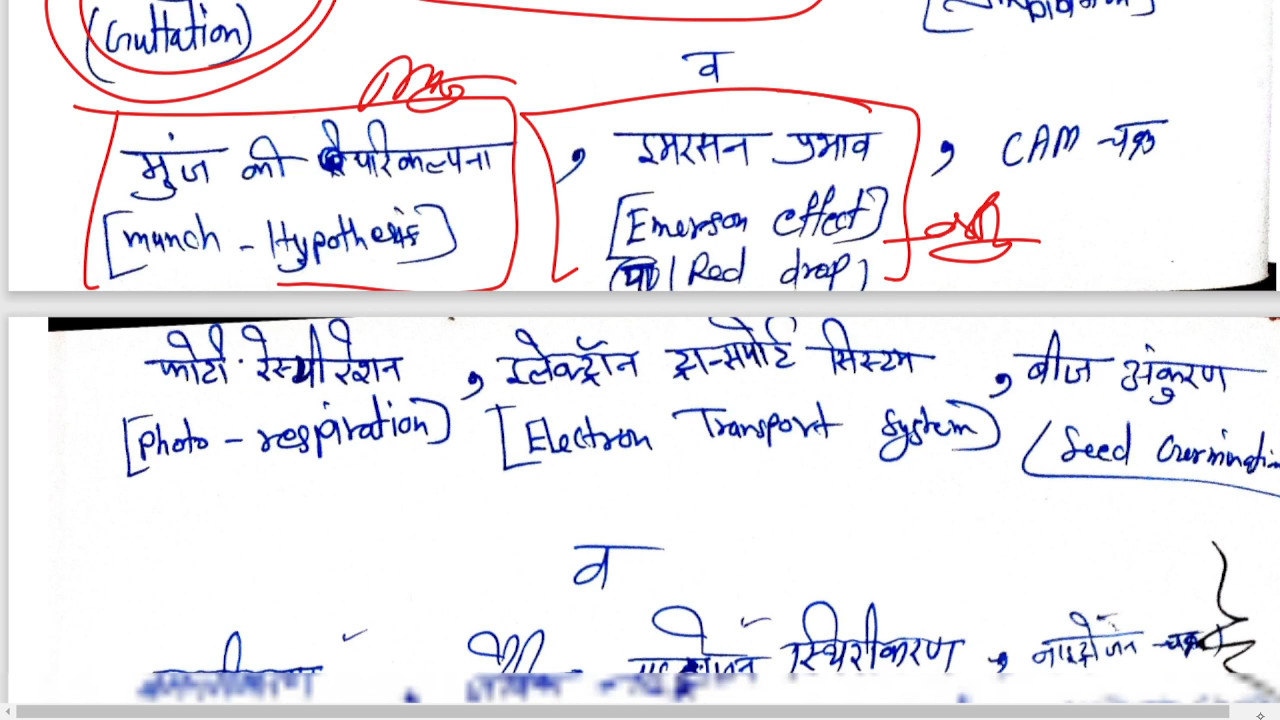 (Guttation)
व
मुंज की परिकल्पना , इमरसन प्रभाव , CAM-चक्र
[munch - Hypothesis] [Emerson effect]
या Red drop
फोटो-रेस्पीरेशन , इलेक्ट्रॉन ट्रान्सपोर्ट सिस्टम , बीज अंकुरण
[Photo-respiration) [Electron Transport System) (Seed Germination
व
स्थिरीकरण , नाइट्रोजन-चक्र